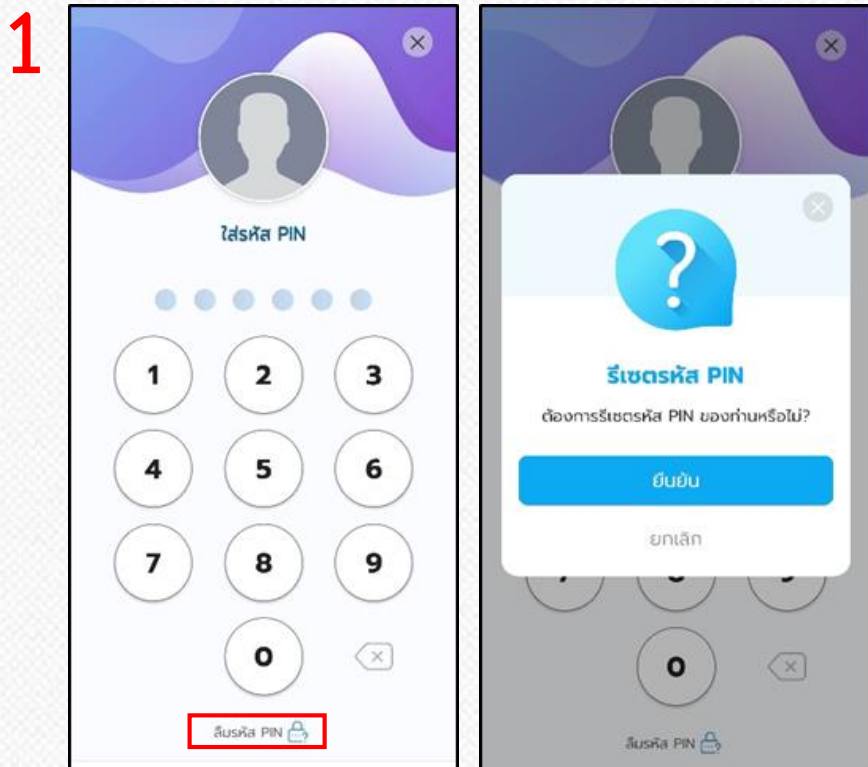 1
ใส่รหัส PIN
1 2 3
4 5 6
7 8 9
0
ลืมรหัส PIN
?
รีเซตรหัส PIN
ต้องการรีเซตรหัส PIN ของท่านหรือไม่?
ยืนยัน
ยกเลิก
0
ลืมรหัส PIN